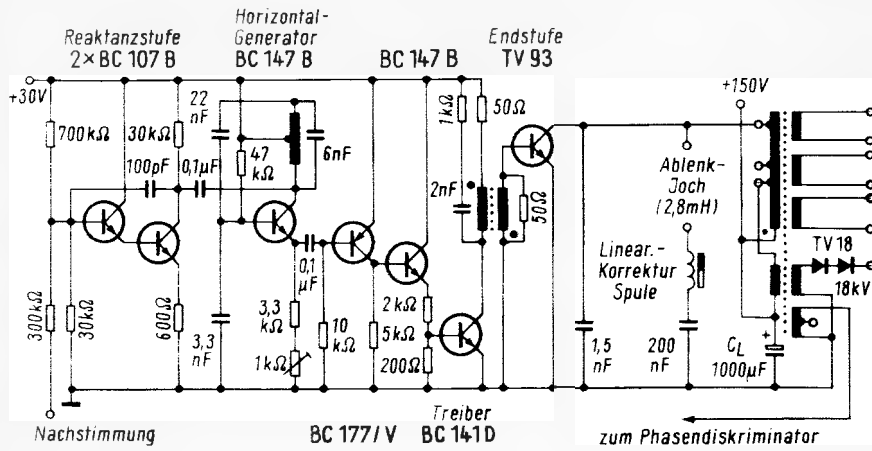 Horizontal-
Reaktanzstufe Generator Endstufe
2× BC 107 B BC 147 B BC 147 B TV 93
+30V
22
nF
1kΩ
50Ω
+150V
700kΩ
30kΩ
6nF
100pF
0,1µF
47
kΩ
2nF
50Ω
Ablenk-
Joch
(2,8mH)
Linear.-
Korrektur
Spule
TV 18
18kV
0,1
µF
300kΩ
30kΩ
600Ω
3,3
nF
3,3
kΩ
1kΩ
10
kΩ
5kΩ
2kΩ
200Ω
1,5
nF
200
nF
+
CL
1000µF
Nachstimmung
BC 177/V
Treiber
BC 141 D
zum Phasendiskriminator